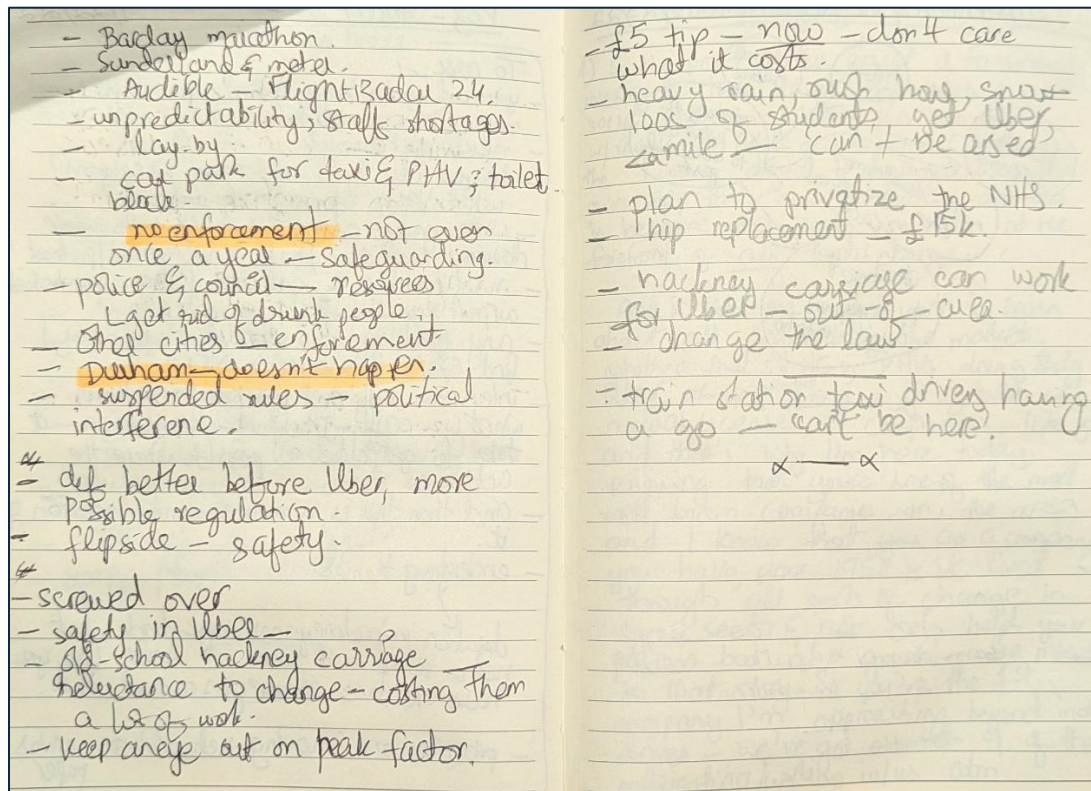 - Barclay marathon.
- Sunderland & meter.
- Audible - FlightRadar 24.
- unpredictability, staff shortages.
- lay-by
- car park for taxi & PHV, toilet
block
- no enforcement - not even
once a year - safeguarding.
- police & council - resources
get rid of drunk people
- other cities - enforcement
- Durham - doesn't happen.
- suspended rules - political
interference.
- def better before Uber, more
possible regulation.
- flipside - safety.
- screwed over
- safety in Uber - ?
- old-school hackney carriage -
reluctance to change - costing them
a lot of work.
- keep an eye out on peak factor.
- £5 tip - now - don't care
what it costs.
- heavy rain, rush hour,
100s of students, get Uber,
<a mile - can't be arsed
- plan to privatize the NHS.
- hip replacement - £15k.
- hackney carriage can work
for Uber - out-of-area.
- change the law
- train station taxi drivers having
a go - can't be here!